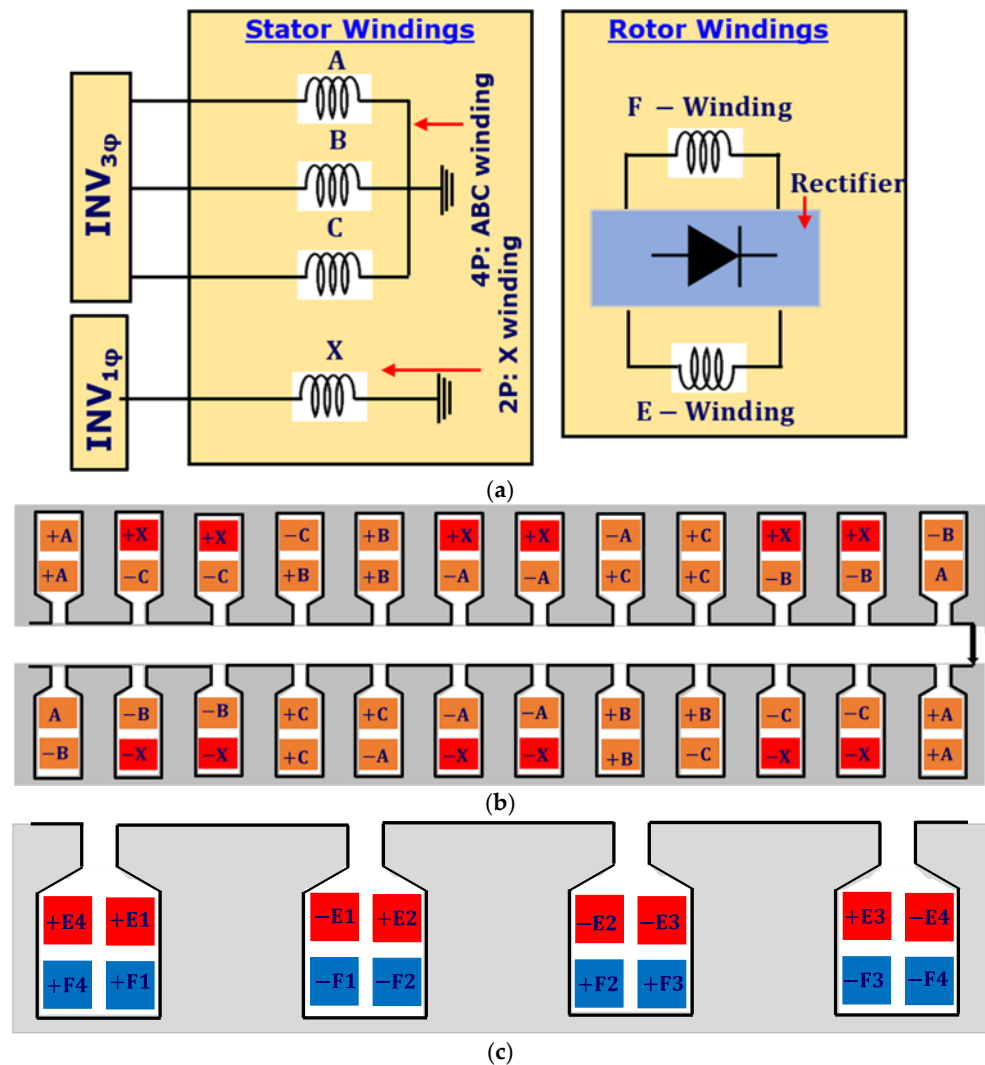 Stator Windings
Rotor Windings
A
F – Winding
B
Rectifier
INV3φ
C
4P: ABC winding
2P: X winding
X
INV1φ
E – Winding
(a)
+A +X +X −C +B +X +X −A +C +X +X −B
+A −C −C +B +B −A −A +C +C −B −B A
A −B −B +C +C −A −A +B +B −C −C +A
−B −X −X +C −A −X −X +B −C −X −X +A
(b)
+E4 +E1 −E1 +E2 −E2 −E3 +E3 −E4
+F4 +F1 −F1 −F2 +F2 +F3 −F3 −F4
(c)